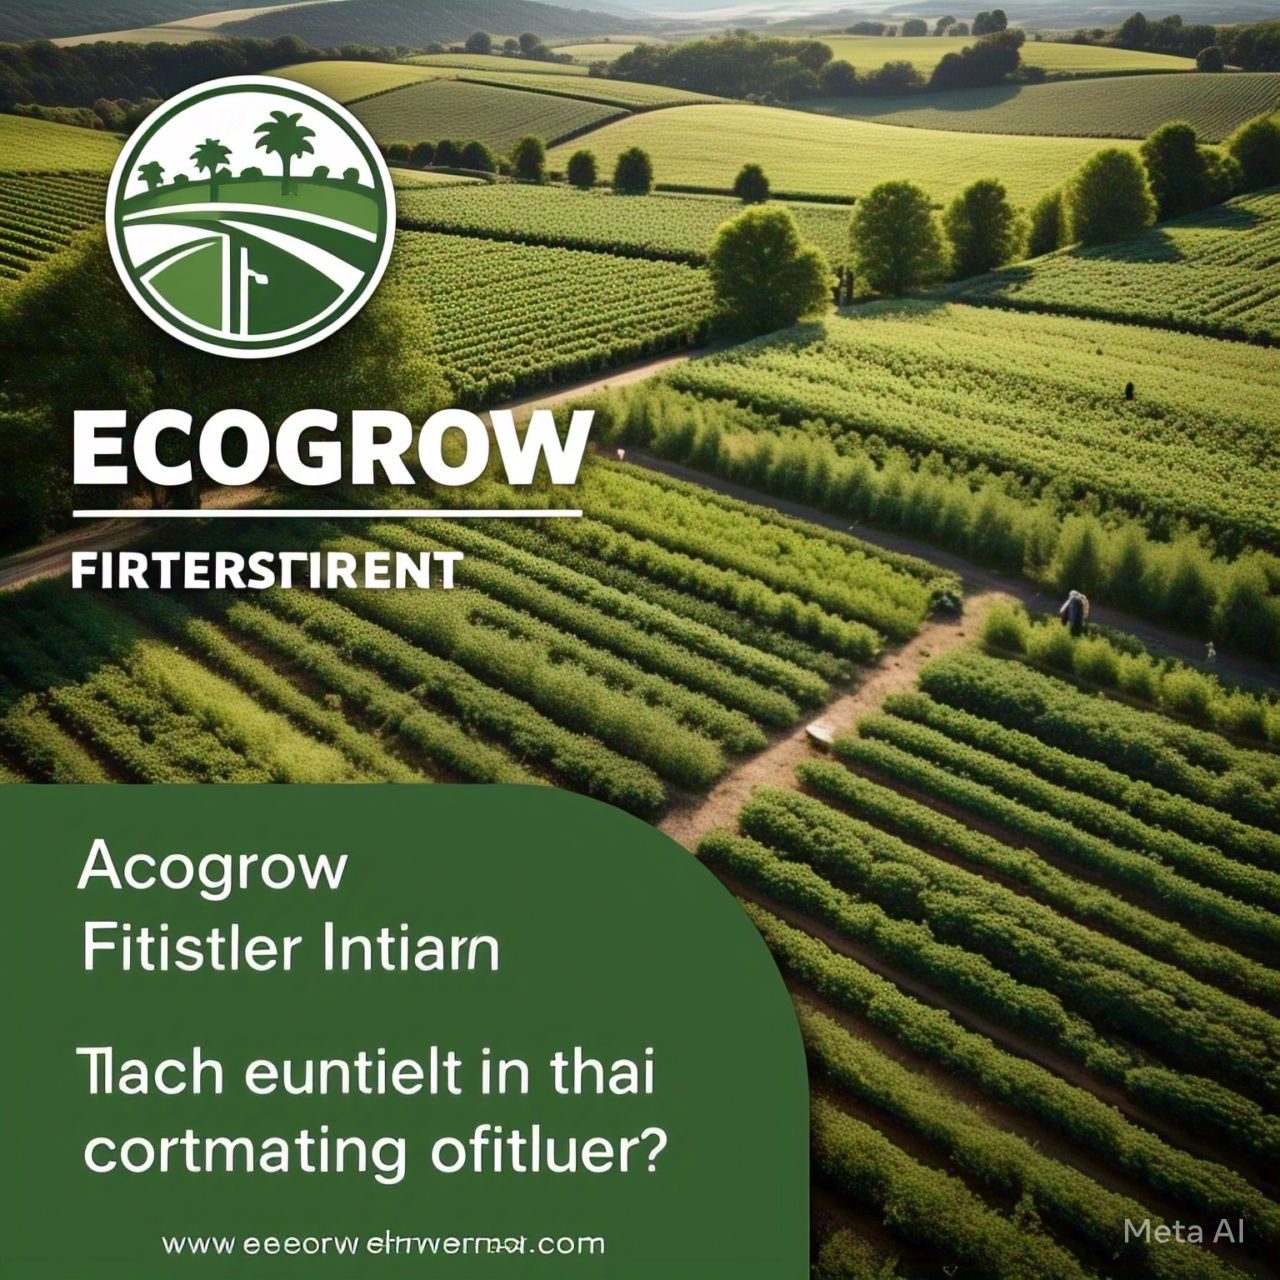 ECOGROW
FIRTERSTIRENT
Acogrow
Fitistler Intiarn
Tlach euntielt in thai
cortmating ofitluer?
Meta AI